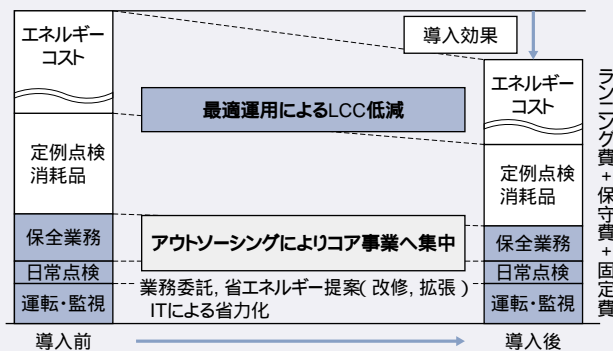 エネルギー
コスト
定例点検
消耗品
保全業務
日常点検
運転・監視
導入前
導入効果
最適運用によるLCC低減
アウトソーシングによりコア事業へ集中
業務委託, 省エネルギー提案( 改修, 拡張 )
ITによる省力化
エネルギー
コスト
定例点検
消耗品
保全業務
日常点検
運転・監視
導入後
ランニング費+保守費+固定費